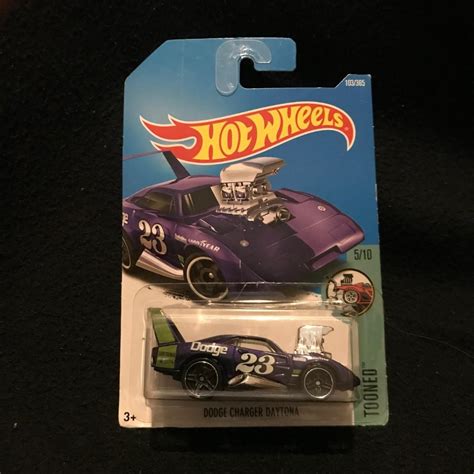 103/365
HOT WHEELS
23
GOODYEAR
5/10
TOONED
Dodge
23
DODGE CHARGER DAYTONA
3+